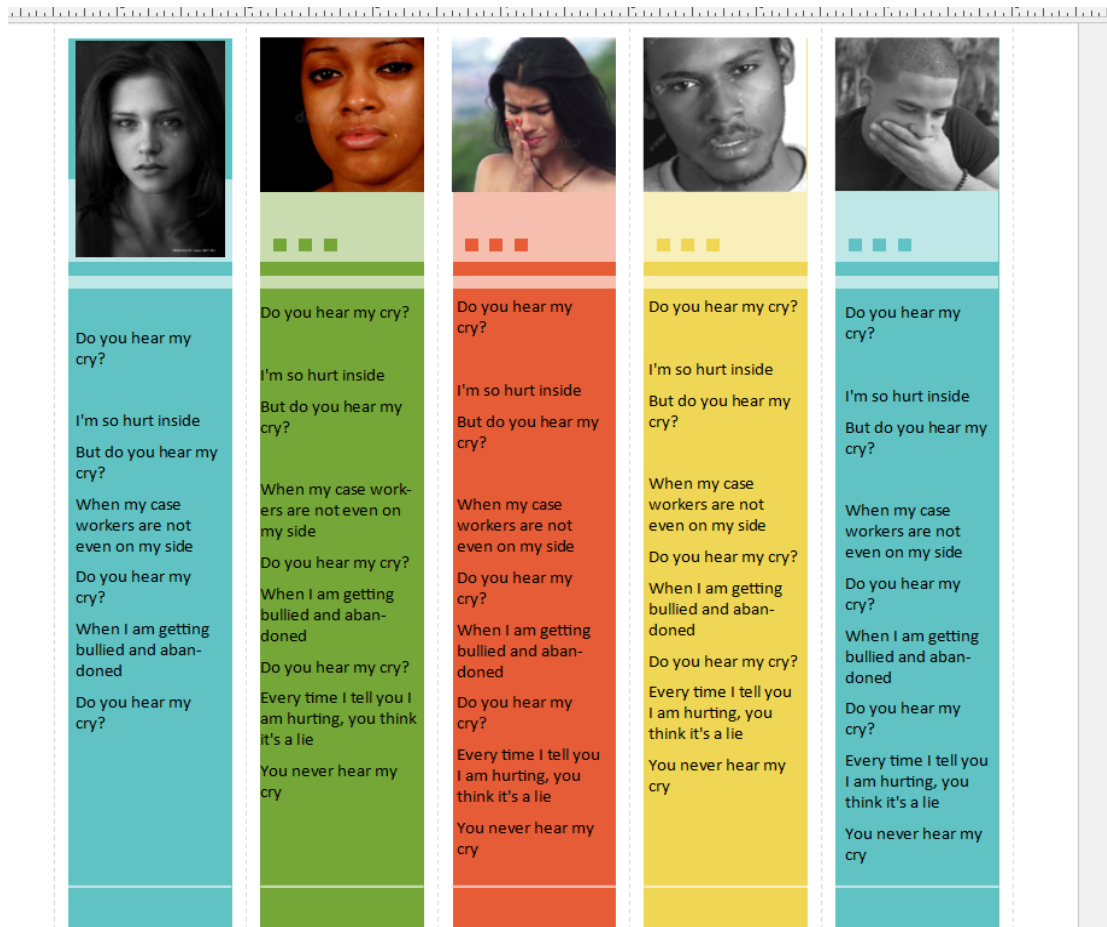 Do you hear my
cry?
I'm so hurt inside
But do you hear my
cry?
When my case
workers are not
even on my side
Do you hear my
cry?
When I am getting
bullied and aban-
doned
Do you hear my
cry?
Do you hear my cry?
I'm so hurt inside
But do you hear my
cry?
When my case work-
ers are not even on
my side
Do you hear my cry?
When I am getting
bullied and aban-
doned
Do you hear my cry?
Every time I tell you I
am hurting, you think
it's a lie
You never hear my
cry
Do you hear my
cry?
I'm so hurt inside
But do you hear my
cry?
When my case
workers are not
even on my side
Do you hear my
cry?
When I am getting
bullied and aban-
doned
Do you hear my
cry?
Every time I tell you
I am hurting, you
think it's a lie
You never hear my
cry
Do you hear my cry?
I'm so hurt inside
But do you hear my
cry?
When my case
workers are not
even on my side
Do you hear my cry?
When I am getting
bullied and aban-
doned
Do you hear my cry?
Every time I tell you
I am hurting, you
think it's a lie
You never hear my
cry
Do you hear my
cry?
I'm so hurt inside
But do you hear my
cry?
When my case
workers are not
even on my side
Do you hear my
cry?
When I am getting
bullied and aban-
doned
Do you hear my
cry?
Every time I tell you
I am hurting, you
think it's a lie
You never hear my
cry